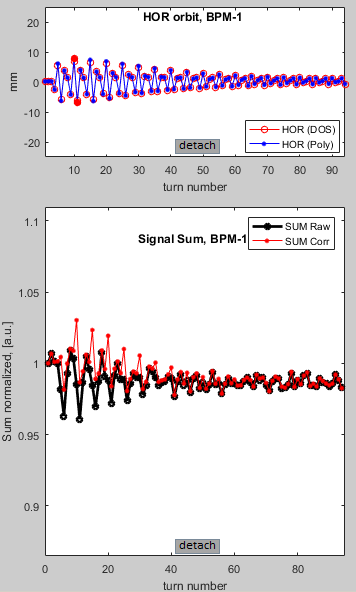 HOR orbit, BPM-1
20
10
0
-10
-20
mm
detach
HOR (DOS)
HOR (Poly)
10 20 30 40 50 60 70 80 90
turn number
1.1
1.05
1
0.95
0.9
Sum normalized, [a.u.]
Signal Sum, BPM-1
SUM Raw
SUM Corr
detach
0 20 40 60 80
turn number